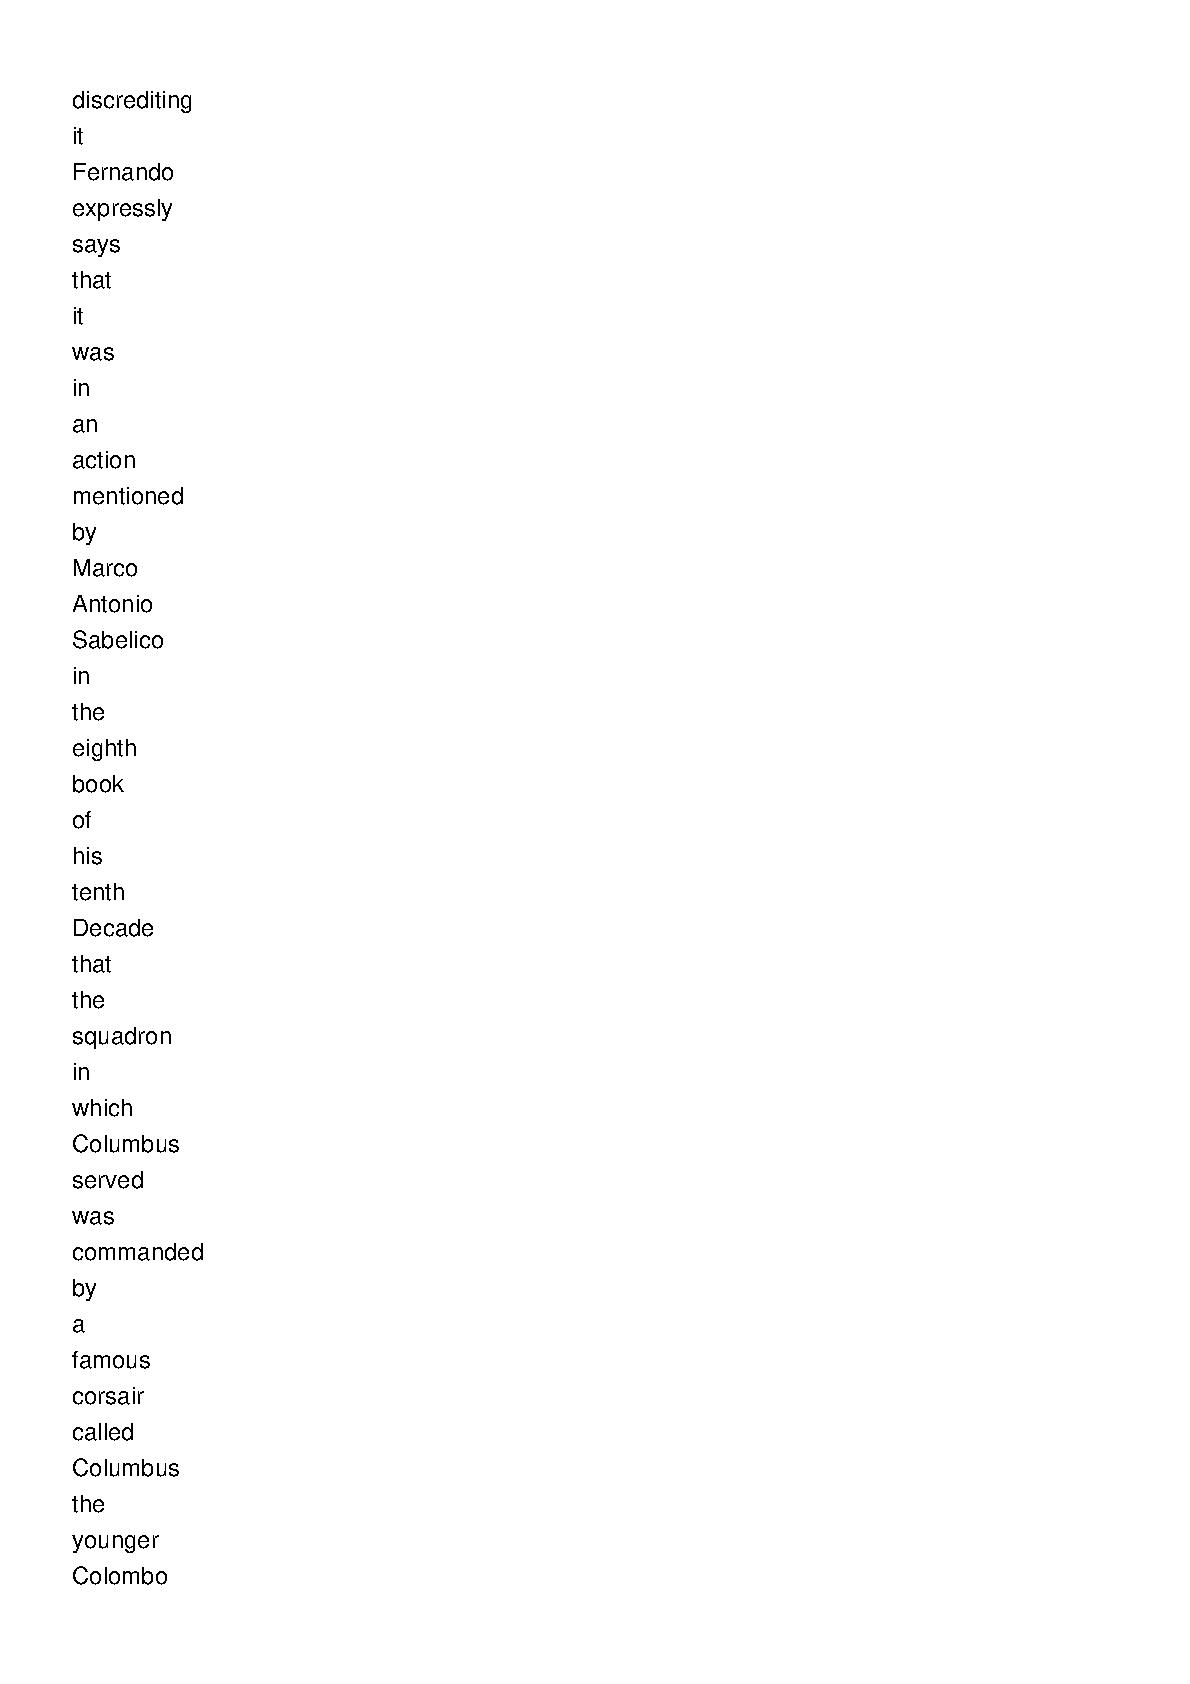 discrediting
it
Fernando
expressly
says
that
it
was
in
an
action
mentioned
by
Marco
Antonio
Sabelico
in
the
eighth
book
of
his
tenth
Decade
that
the
squadron
in
which
Columbus
served
was
commanded
by
a
famous
corsair
called
Columbus
the
younger
Colombo